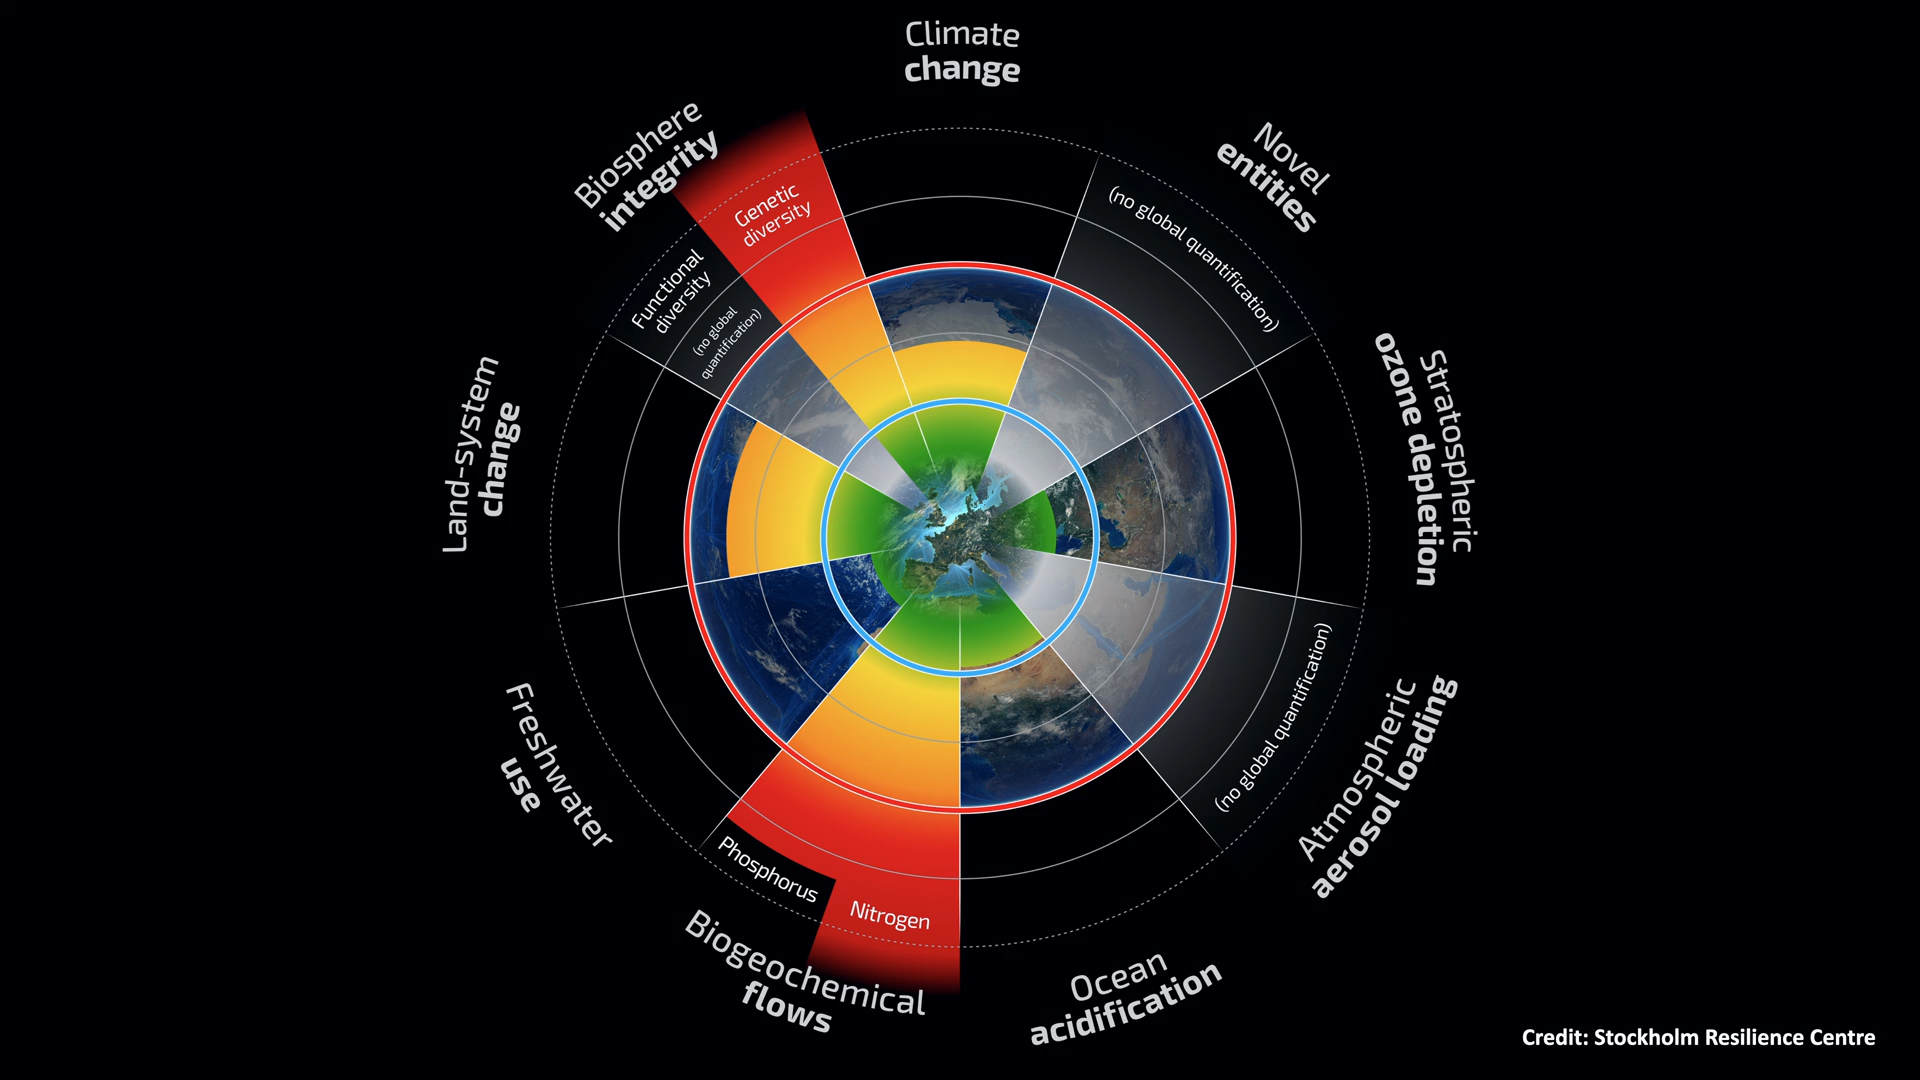 Climate
change
Novel
entities
(no global quantification)
Stratospheric
ozone depletion
Atmospheric
aerosol loading
(no global quantification)
Ocean
acidification
Biogeochemical
flows
Nitrogen
Phosphorus
Freshwater
use
Land-system
change
Biosphere
integrity
Functional
diversity
(no global
quantification)
Genetic
diversity
Credit: Stockholm Resilience Centre